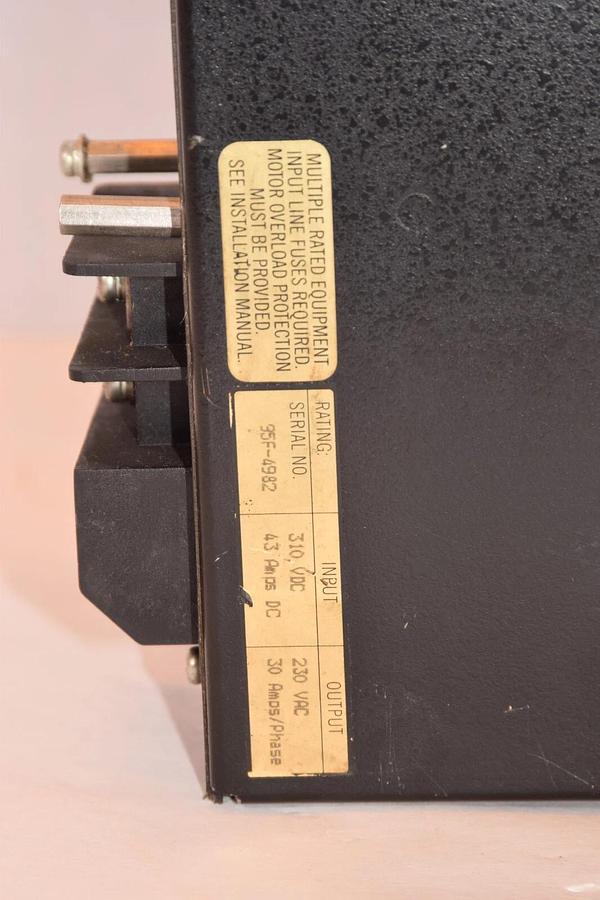 MULTIPLE RATED EQUIPMENT
INPUT LINE FUSES REQUIRED.
MOTOR OVERLOAD PROTECTION
MUST BE PROVIDED.
SEE INSTALLATION MANUAL.
RATING: INPUT OUTPUT
SERIAL NO. 310 VDC 230 VAC
95F-4982 43 Amps DC 30 Amps/Phase